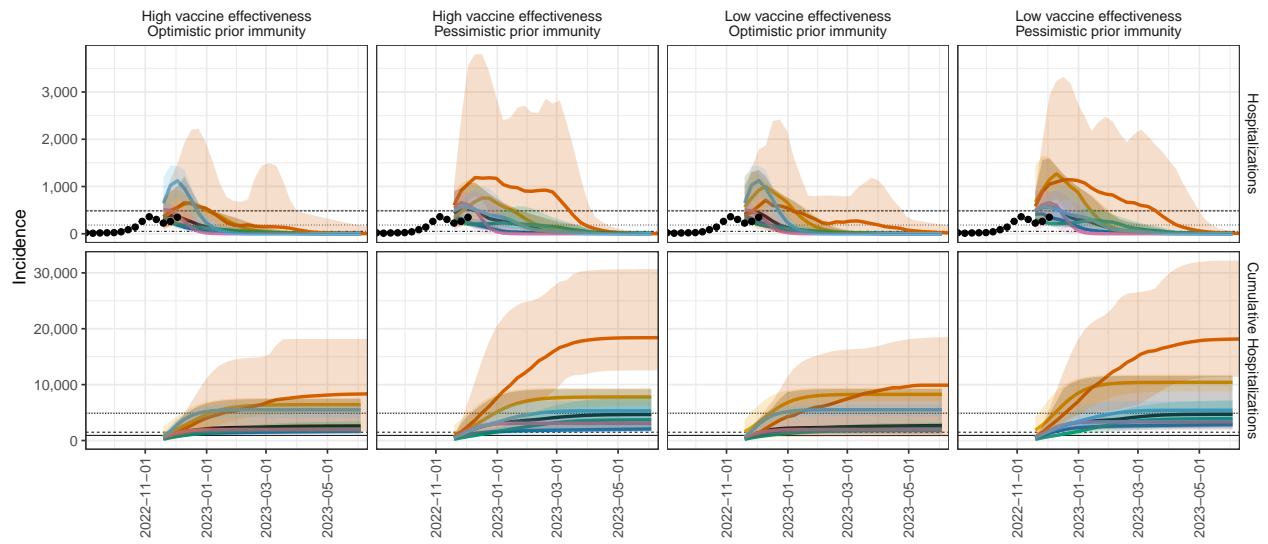 High vaccine effectiveness
Optimistic prior immunity
High vaccine effectiveness
Pessimistic prior immunity
Low vaccine effectiveness
Optimistic prior immunity
Low vaccine effectiveness
Pessimistic prior immunity
Incidence
3,000
2,000
1,000
0
Hospitalizations
30,000
20,000
10,000
0
Cumulative Hospitalizations
2022−11−01
2023−01−01
2023−03−01
2023−05−01
2022−11−01
2023−01−01
2023−03−01
2023−05−01
2022−11−01
2023−01−01
2023−03−01
2023−05−01
2022−11−01
2023−01−01
2023−03−01
2023−05−01